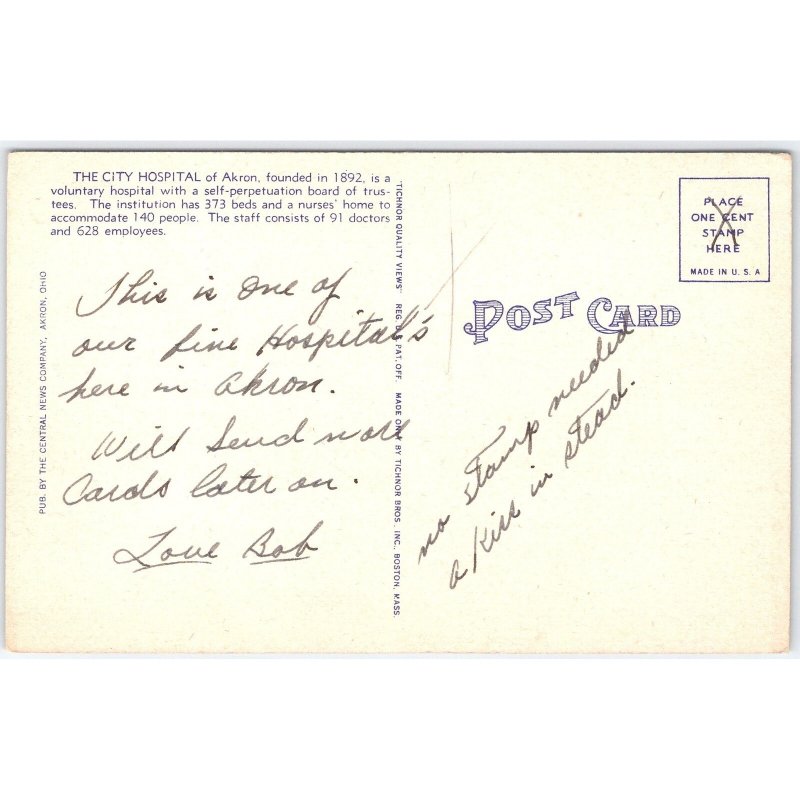 THE CITY HOSPITAL of Akron, founded in 1892, is a
voluntary hospital with a self-perpetuation board of trus-
tees. The institution has 373 beds and a nurses' home to
accommodate 140 people. The staff consists of 91 doctors
and 628 employees.
PUB. BY THE CENTRAL NEWS COMPANY, AKRON, OHIO
This is one of
our fine Hospital's
here in Akron.
Will send more
Cards later on.
Love Bob
"TICHNOR QUALITY VIEWS" REG. U. S. PAT. OFF. MADE ONLY BY TICHNOR BROS., INC., BOSTON, MASS.
PLACE
ONE CENT
STAMP
HERE
MADE IN U. S. A
POST CARD
no stamp needed
a kiss in stead.